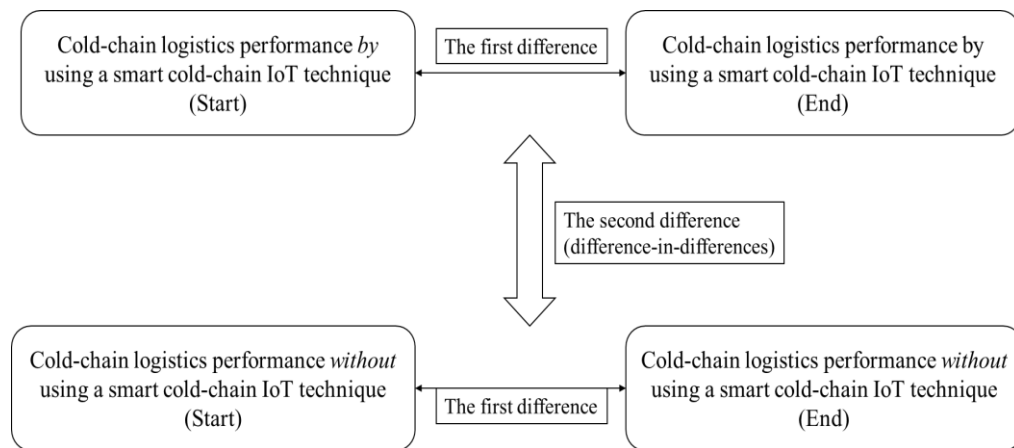 Cold-chain logistics performance by
using a smart cold-chain IoT technique
(Start)
The first difference
Cold-chain logistics performance by
using a smart cold-chain IoT technique
(End)
The second difference
(difference-in-differences)
Cold-chain logistics performance without
using a smart cold-chain IoT technique
(Start)
The first difference
Cold-chain logistics performance without
using a smart cold-chain IoT technique
(End)